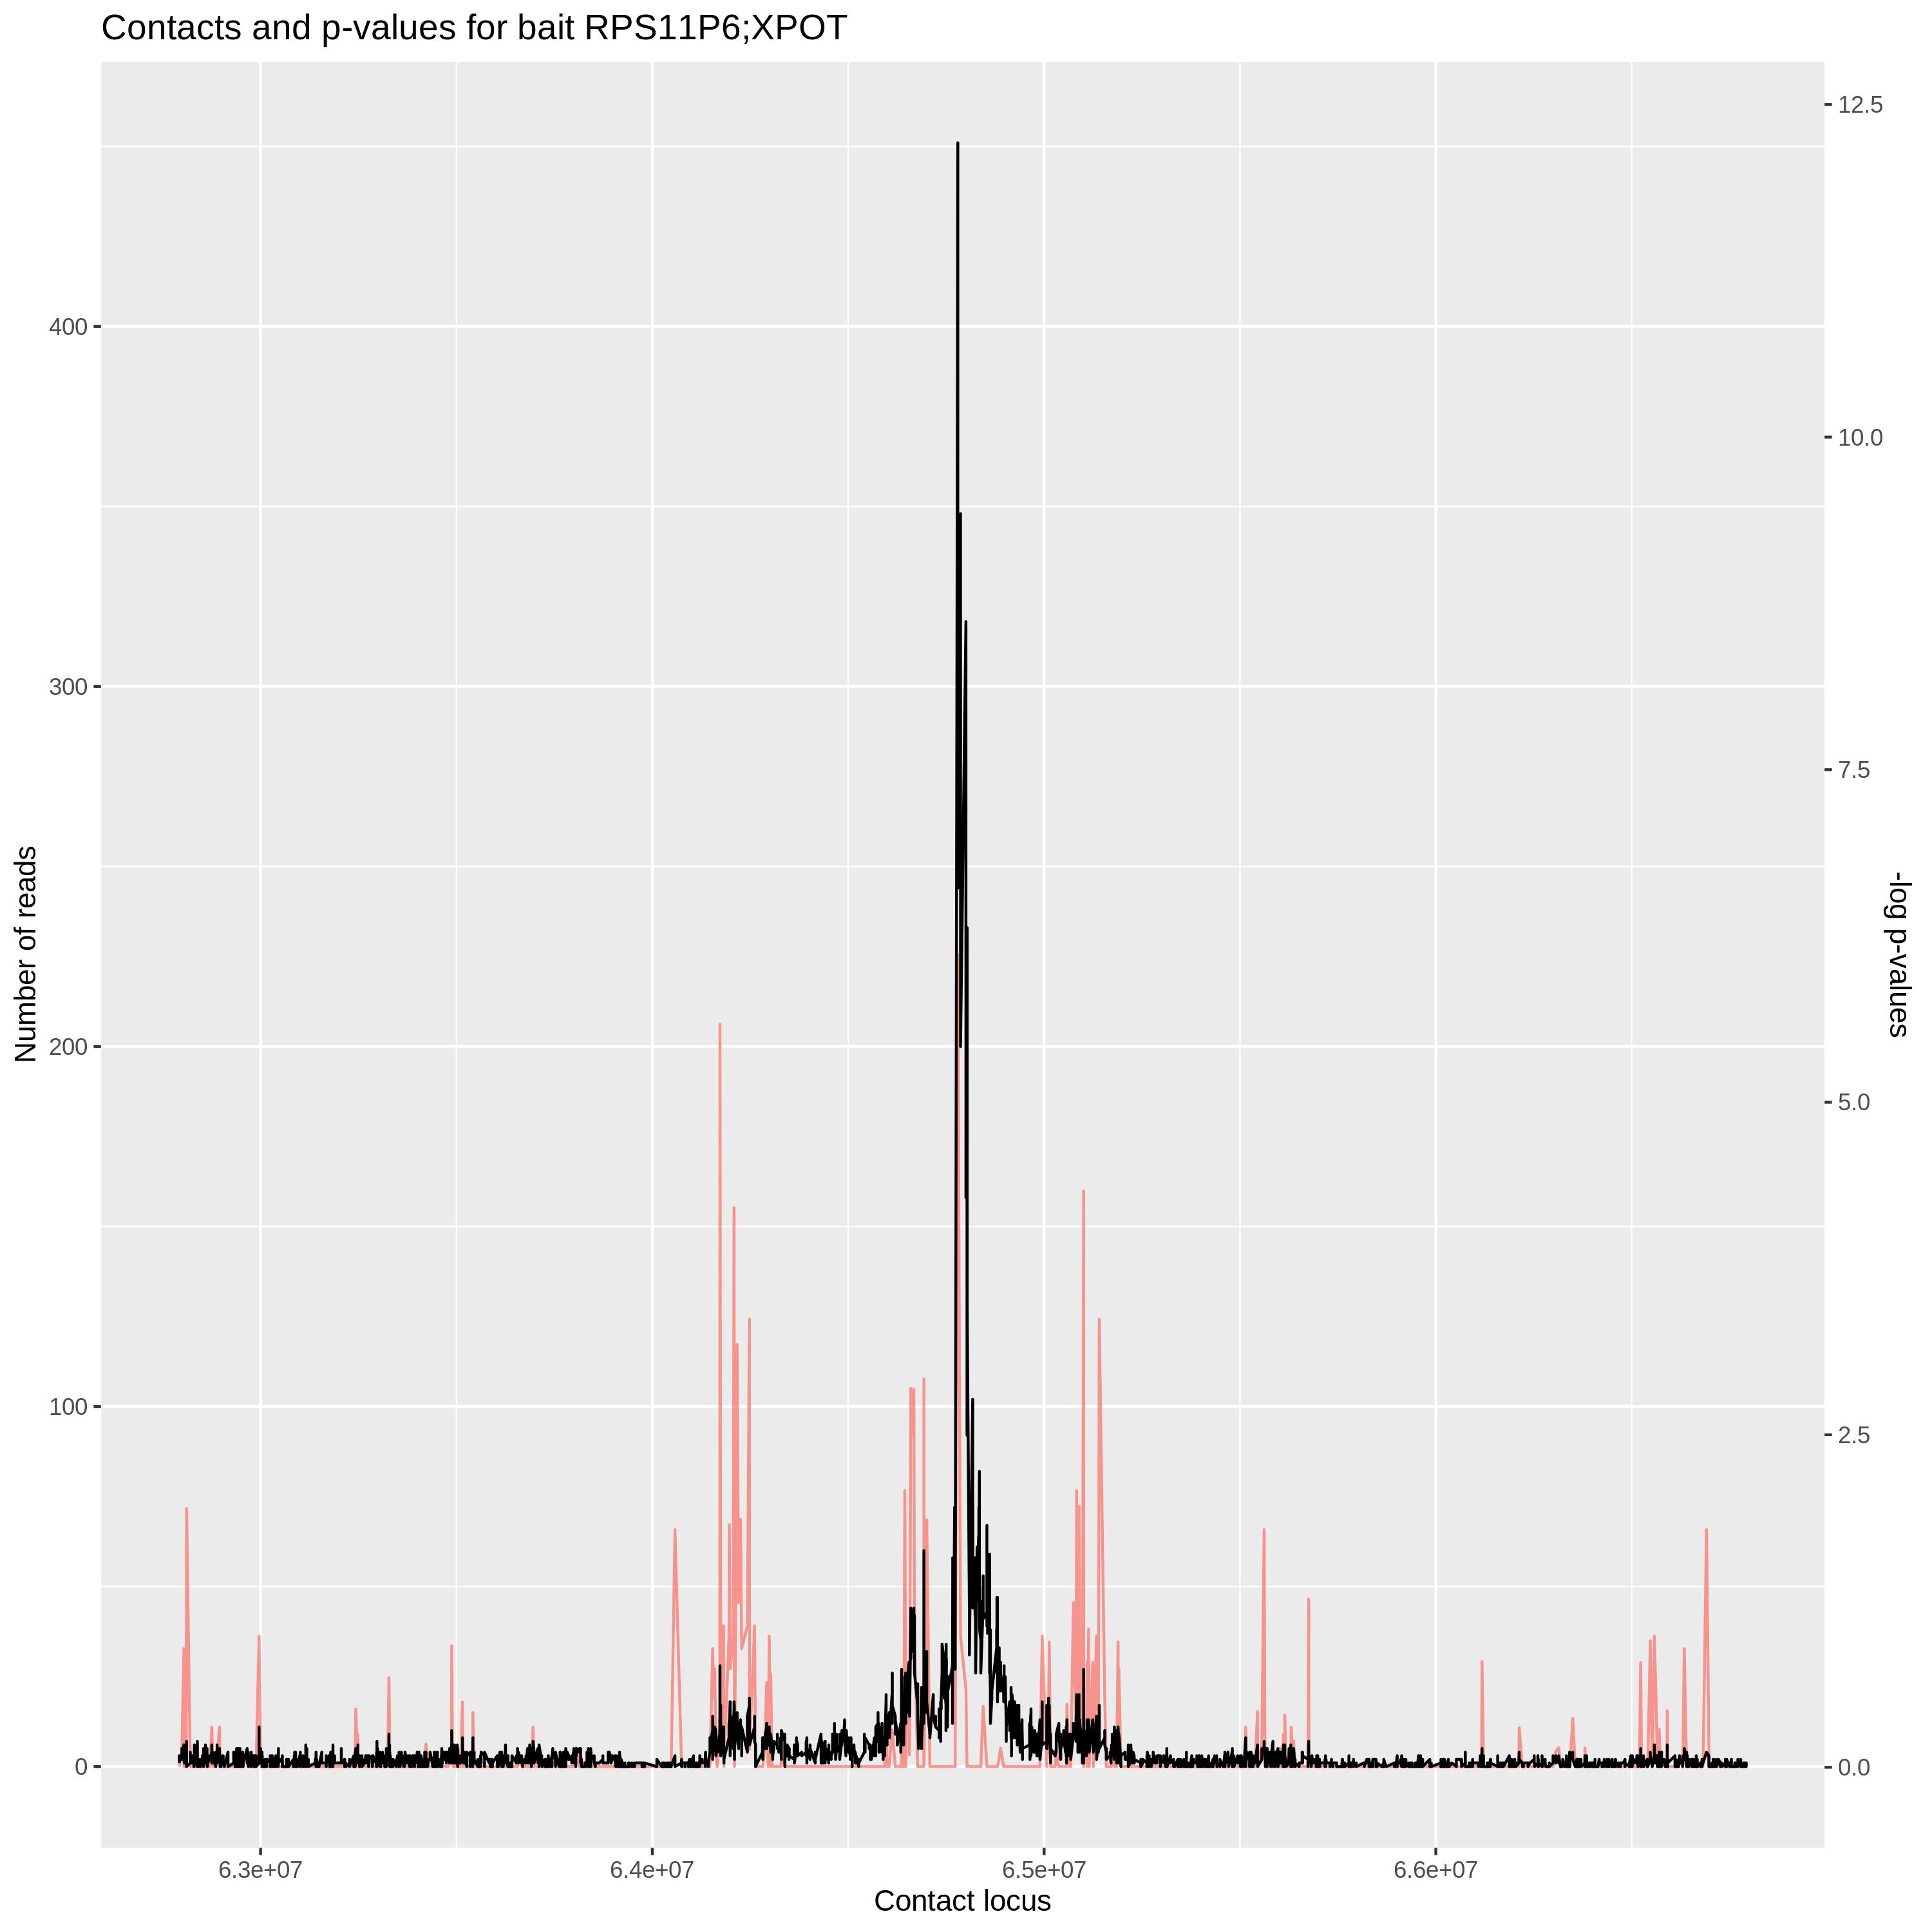 Contacts and p-values for bait RPS11P6;XPOT
Number of reads
400
300
200
100
0
12.5
10.0
7.5
5.0
2.5
0.0
-log p-values
6.3e+07
6.4e+07
6.5e+07
6.6e+07
Contact locus